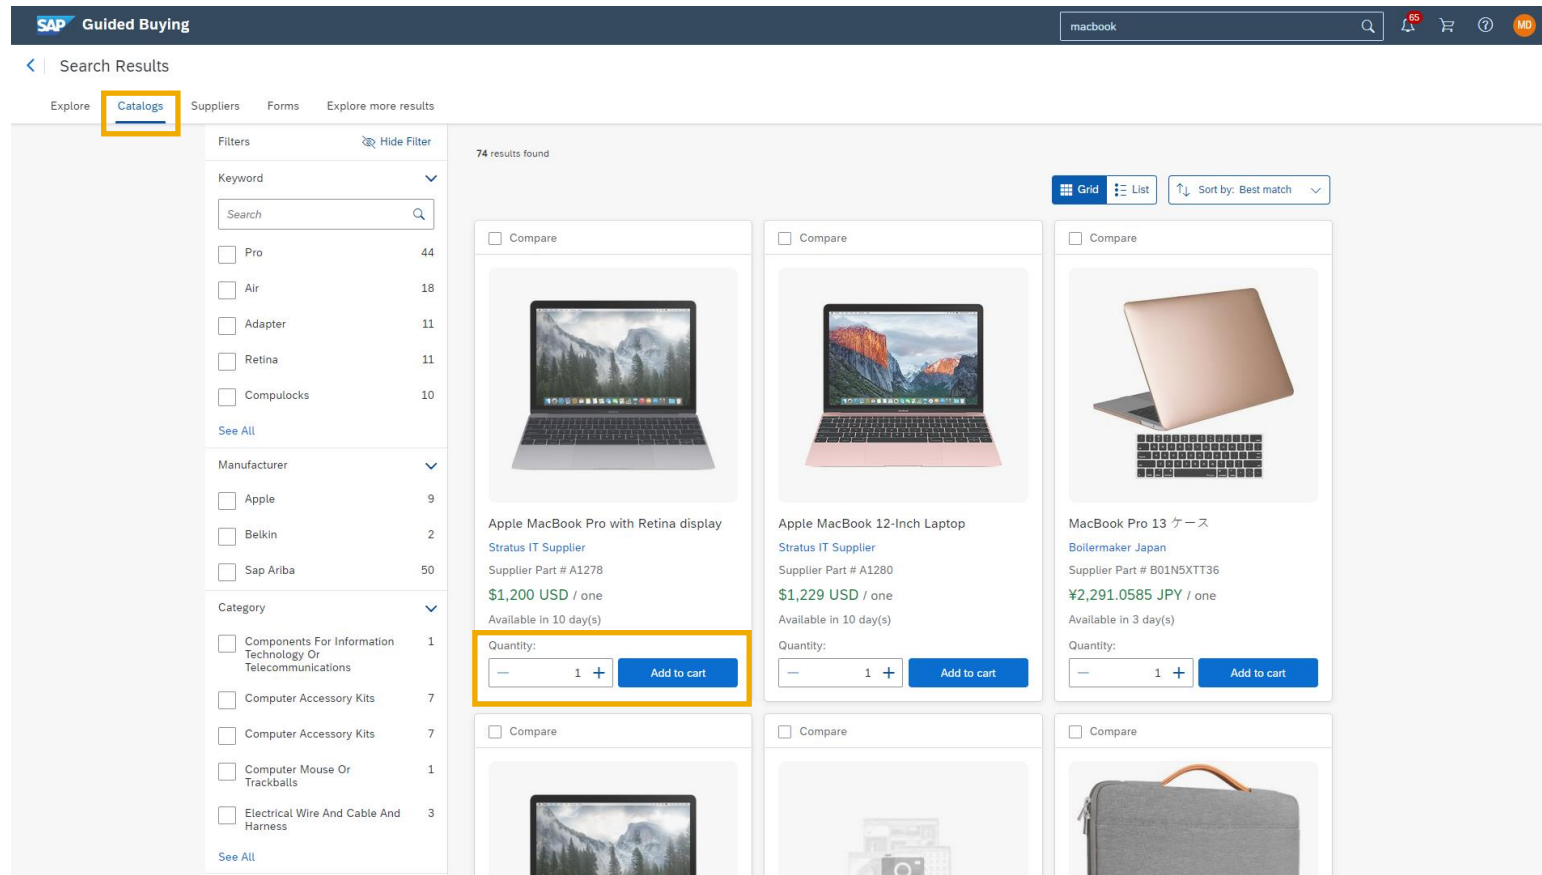 SAP Guided Buying
macbook
65
MD
Search Results
Explore Catalogs Suppliers Forms Explore more results
Filters Hide Filter
Keyword
Search
Pro 44
Air 18
Adapter 11
Retina 11
Compulocks 10
See All
Manufacturer
Apple 9
Belkin 2
Sap Ariba 50
Category
Components For Information 1
Technology Or
Telecommunications
Computer Accessory Kits 7
Computer Accessory Kits 7
Computer Mouse Or 1
Trackballs
Electrical Wire And Cable And 3
Harness
See All
74 results found
Grid List Sort by: Best match
Compare
Apple MacBook Pro with Retina display
Stratus IT Supplier
Supplier Part # A1278
$1,200 USD / one
Available in 10 day(s)
Quantity:
1 Add to cart
Compare
Apple MacBook 12-Inch Laptop
Stratus IT Supplier
Supplier Part # A1280
$1,229 USD / one
Available in 10 day(s)
Quantity:
1 Add to cart
Compare
MacBook Pro 13 ケース
Boilermaker Japan
Supplier Part # B01N5XTT36
¥2,291.0585 JPY / one
Available in 3 day(s)
Quantity:
1 Add to cart
Compare
Compare
Compare